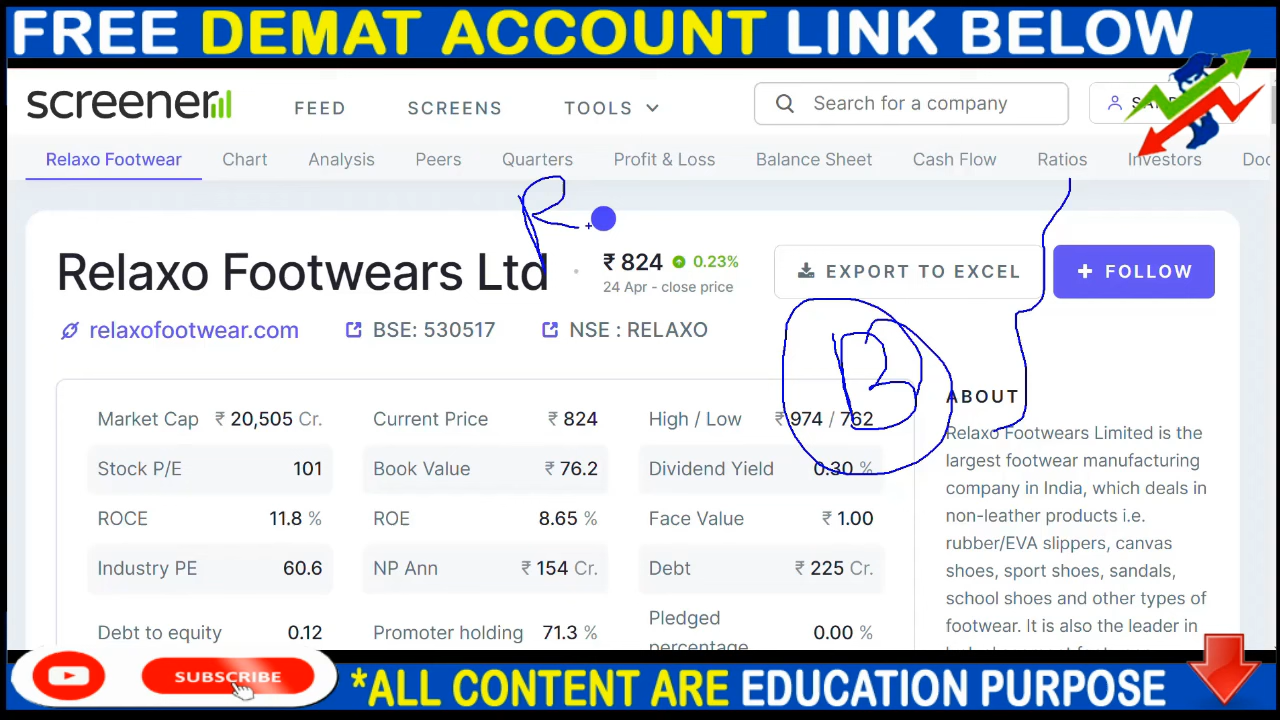 FREE DEMAT ACCOUNT LINK BELOW
screener FEED SCREENS TOOLS Search for a company
Relaxo Footwear Chart Analysis Peers Quarters Profit & Loss Balance Sheet Cash Flow Ratios Investors
R
Relaxo Footwears Ltd
₹ 824 0.23%
24 Apr - close price
EXPORT TO EXCEL
+ FOLLOW
relaxofootwear.com BSE: 530517 NSE : RELAXO
B
Market Cap ₹ 20,505 Cr. Current Price ₹ 824 High / Low ₹ 974 / 762
Stock P/E 101 Book Value ₹ 76.2 Dividend Yield 0.30 %
ROCE 11.8 % ROE 8.65 % Face Value ₹ 1.00
Industry PE 60.6 NP Ann ₹ 154 Cr. Debt ₹ 225 Cr.
Debt to equity 0.12 Promoter holding 71.3 % Pledged percentage 0.00 %
ABOUT
Relaxo Footwears Limited is the
largest footwear manufacturing
company in India, which deals in
non-leather products i.e.
rubber/EVA slippers, canvas
shoes, sport shoes, sandals,
school shoes and other types of
footwear. It is also the leader in
SUBSCRIBE
*ALL CONTENT ARE EDUCATION PURPOSE